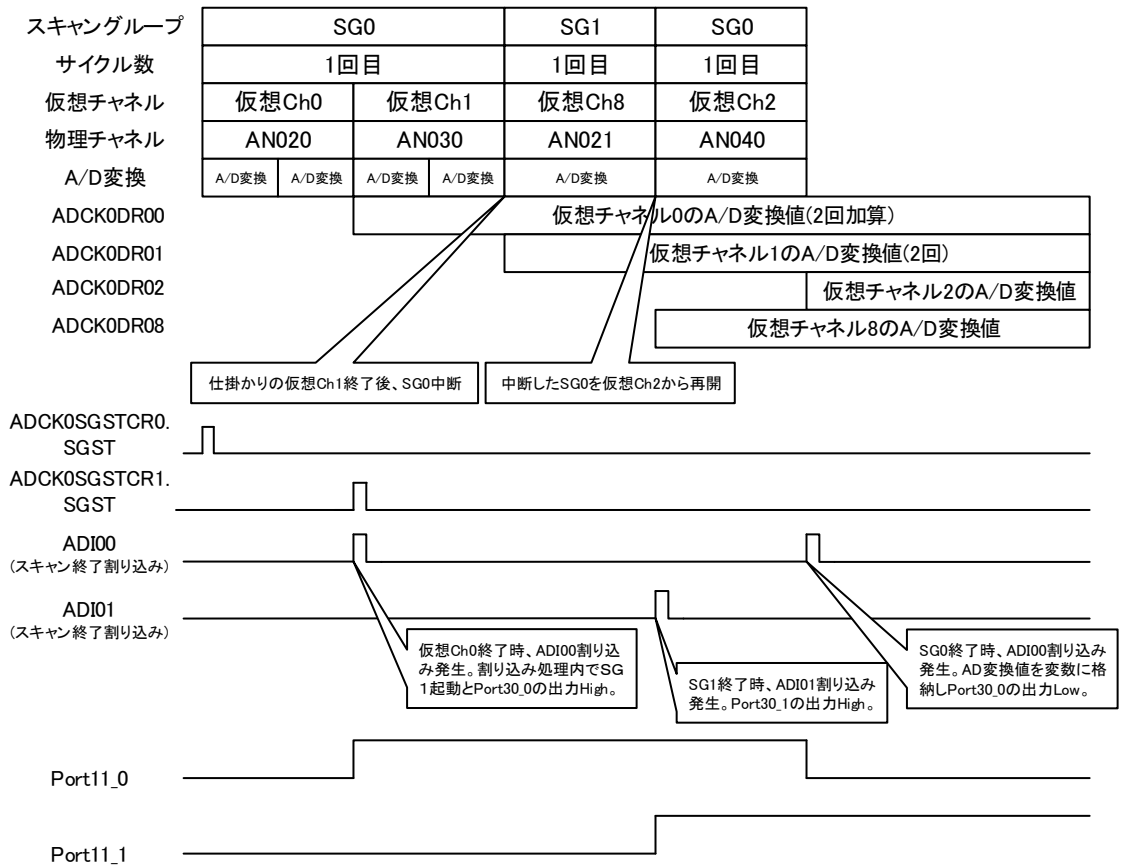 スキャングループ SG0 SG1 SG0
サイクル数 1回目 1回目 1回目
仮想チャネル 仮想Ch0 仮想Ch1 仮想Ch8 仮想Ch2
物理チャネル AN020 AN030 AN021 AN040
A/D変換 A/D変換 A/D変換 A/D変換 A/D変換 A/D変換 A/D変換
ADCK0DR00 仮想チャネル0のA/D変換値(2回加算)
ADCK0DR01 仮想チャネル1のA/D変換値(2回)
ADCK0DR02 仮想チャネル2のA/D変換値
ADCK0DR08 仮想チャネル8のA/D変換値
仕掛かりの仮想Ch1終了後、SG0中断
中断したSG0を仮想Ch2から再開
ADCK0SGSTCR0.
SGST
ADCK0SGSTCR1.
SGST
ADI00
(スキャン終了割り込み)
ADI01
(スキャン終了割り込み)
仮想Ch0終了時、ADI00割り込
み発生。割り込み処理内でSG
1起動とPort30_0の出力High。
SG1終了時、ADI01割り込み
発生。Port30_1の出力High。
SG0終了時、ADI00割り込み
発生。AD変換値を変数に格
納しPort30_0の出力Low。
Port11_0
Port11_1